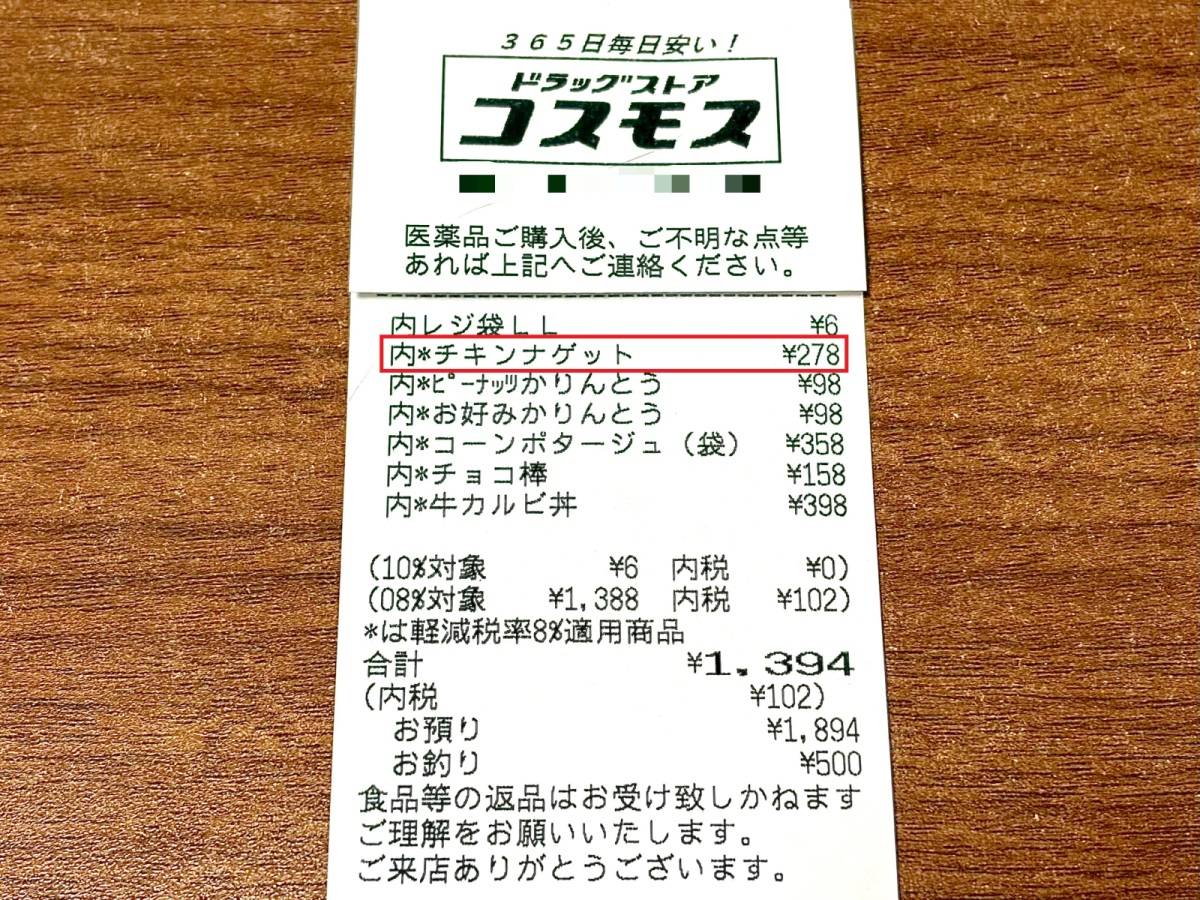 365日毎日安い!
ドラッグストア
コスモス
医薬品ご購入後、ご不明な点等
あれば上記へご連絡ください。
内レジ袋LL ¥6
内*チキンナゲット ¥278
内*ピーナッツかりんとう ¥98
内*お好みかりんとう ¥98
内*コーンポタージュ(袋) ¥358
内*チョコ棒 ¥158
内*牛カルビ丼 ¥398
(10%対象 ¥6 内税 ¥0)
(08%対象 ¥1,388 内税 ¥102)
*は軽減税率8%適用商品
合計 ¥1,394
(内税 ¥102)
お預り ¥1,894
お釣り ¥500
食品等の返品はお受け致しかねます
ご理解をお願いいたします。
ご来店ありがとうございます。